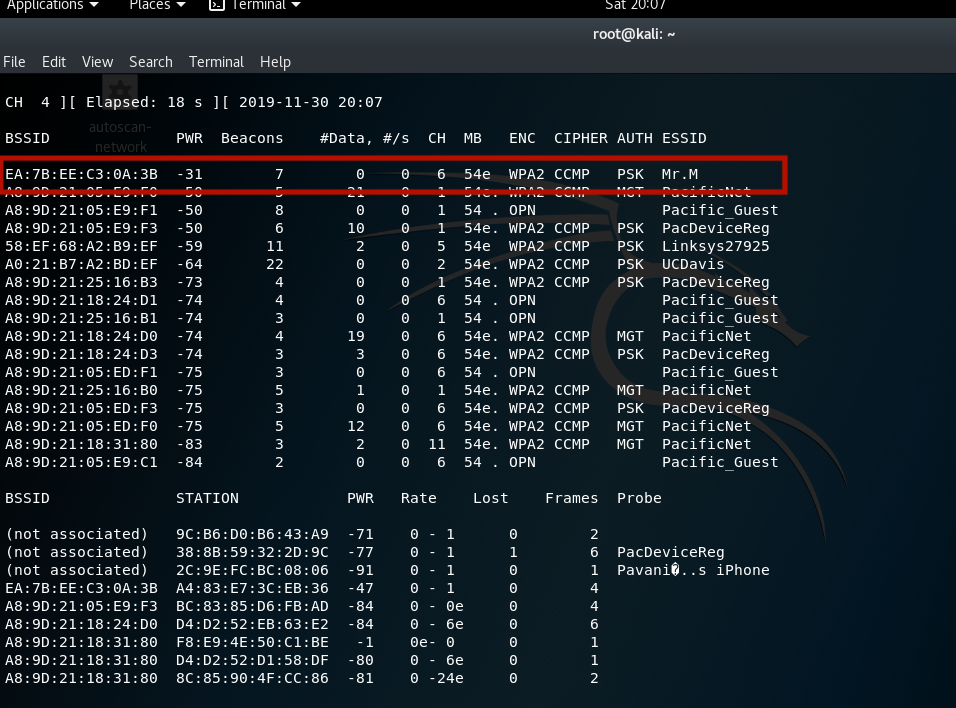 Applications Places Terminal Sat 20:07
root@kali: ~
File Edit View Search Terminal Help
CH 4 ][ Elapsed: 18 s ][ 2019-11-30 20:07
autoscan-
network
BSSID PWR Beacons #Data, #/s CH MB ENC CIPHER AUTH ESSID
EA:7B:EE:C3:0A:3B -31 7 0 0 6 54e WPA2 CCMP PSK Mr.M
A8:9D:21:05:E9:F0 -50 5 21 0 1 54e. WPA2 CCMP MGT PacificNet
A8:9D:21:05:E9:F1 -50 8 0 0 1 54 . OPN Pacific_Guest
A8:9D:21:05:E9:F3 -50 6 10 0 1 54e. WPA2 CCMP PSK PacDeviceReg
58:EF:68:A2:B9:EF -59 11 2 0 5 54e WPA2 CCMP PSK Linksys27925
A0:21:B7:A2:BD:EF -64 22 0 0 2 54e. WPA2 CCMP PSK UCDavis
A8:9D:21:25:16:B3 -73 4 0 0 1 54e. WPA2 CCMP PSK PacDeviceReg
A8:9D:21:18:24:D1 -74 4 0 0 6 54 . OPN Pacific_Guest
A8:9D:21:25:16:B1 -74 3 0 0 1 54 . OPN Pacific_Guest
A8:9D:21:18:24:D0 -74 4 19 0 6 54e. WPA2 CCMP MGT PacificNet
A8:9D:21:18:24:D3 -74 3 3 0 6 54e. WPA2 CCMP PSK PacDeviceReg
A8:9D:21:05:ED:F1 -75 3 0 0 6 54 . OPN Pacific_Guest
A8:9D:21:25:16:B0 -75 5 1 0 1 54e. WPA2 CCMP MGT PacificNet
A8:9D:21:05:ED:F3 -75 3 0 0 6 54e. WPA2 CCMP PSK PacDeviceReg
A8:9D:21:05:ED:F0 -75 5 12 0 6 54e. WPA2 CCMP MGT PacificNet
A8:9D:21:18:31:80 -83 3 2 0 11 54e. WPA2 CCMP MGT PacificNet
A8:9D:21:05:E9:C1 -84 2 0 0 6 54 . OPN Pacific_Guest
BSSID STATION PWR Rate Lost Frames Probe
(not associated) 9C:B6:D0:B6:43:A9 -71 0 - 1 0 2
(not associated) 38:8B:59:32:2D:9C -77 0 - 1 1 6 PacDeviceReg
(not associated) 2C:9E:FC:BC:08:06 -91 0 - 1 0 1 Pavani�..s iPhone
EA:7B:EE:C3:0A:3B A4:83:E7:3C:EB:36 -47 0 - 1 0 4
A8:9D:21:05:E9:F3 BC:83:85:D6:FB:AD -84 0 - 0e 0 4
A8:9D:21:18:24:D0 D4:D2:52:EB:63:E2 -84 0 - 6e 0 6
A8:9D:21:18:31:80 F8:E9:4E:50:C1:BE -1 0e- 0 0 1
A8:9D:21:18:31:80 D4:D2:52:D1:58:DF -80 0 - 6e 0 1
A8:9D:21:18:31:80 8C:85:90:4F:CC:86 -81 0 -24e 0 2